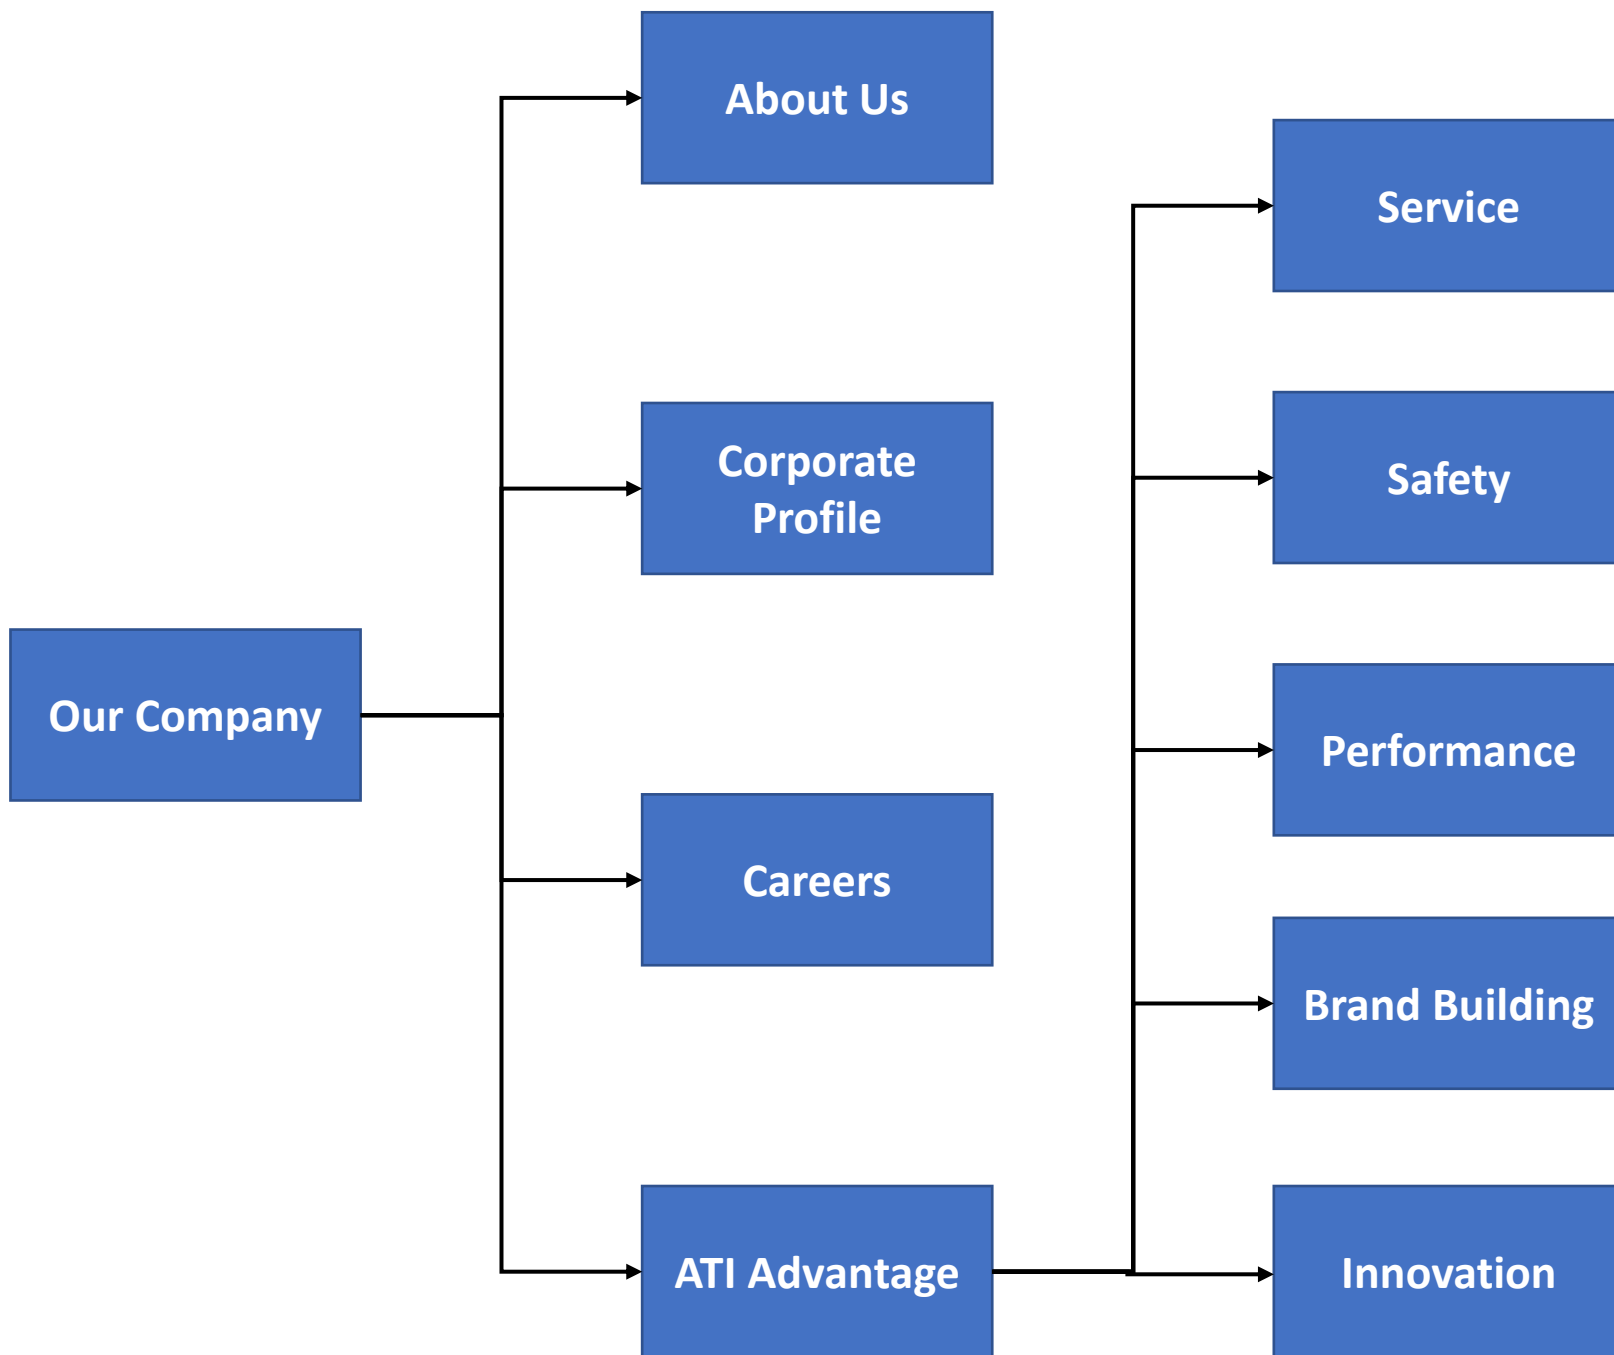 About Us
Service
Corporate
Profile
Safety
Our Company
Performance
Careers
Brand Building
ATI Advantage
Innovation